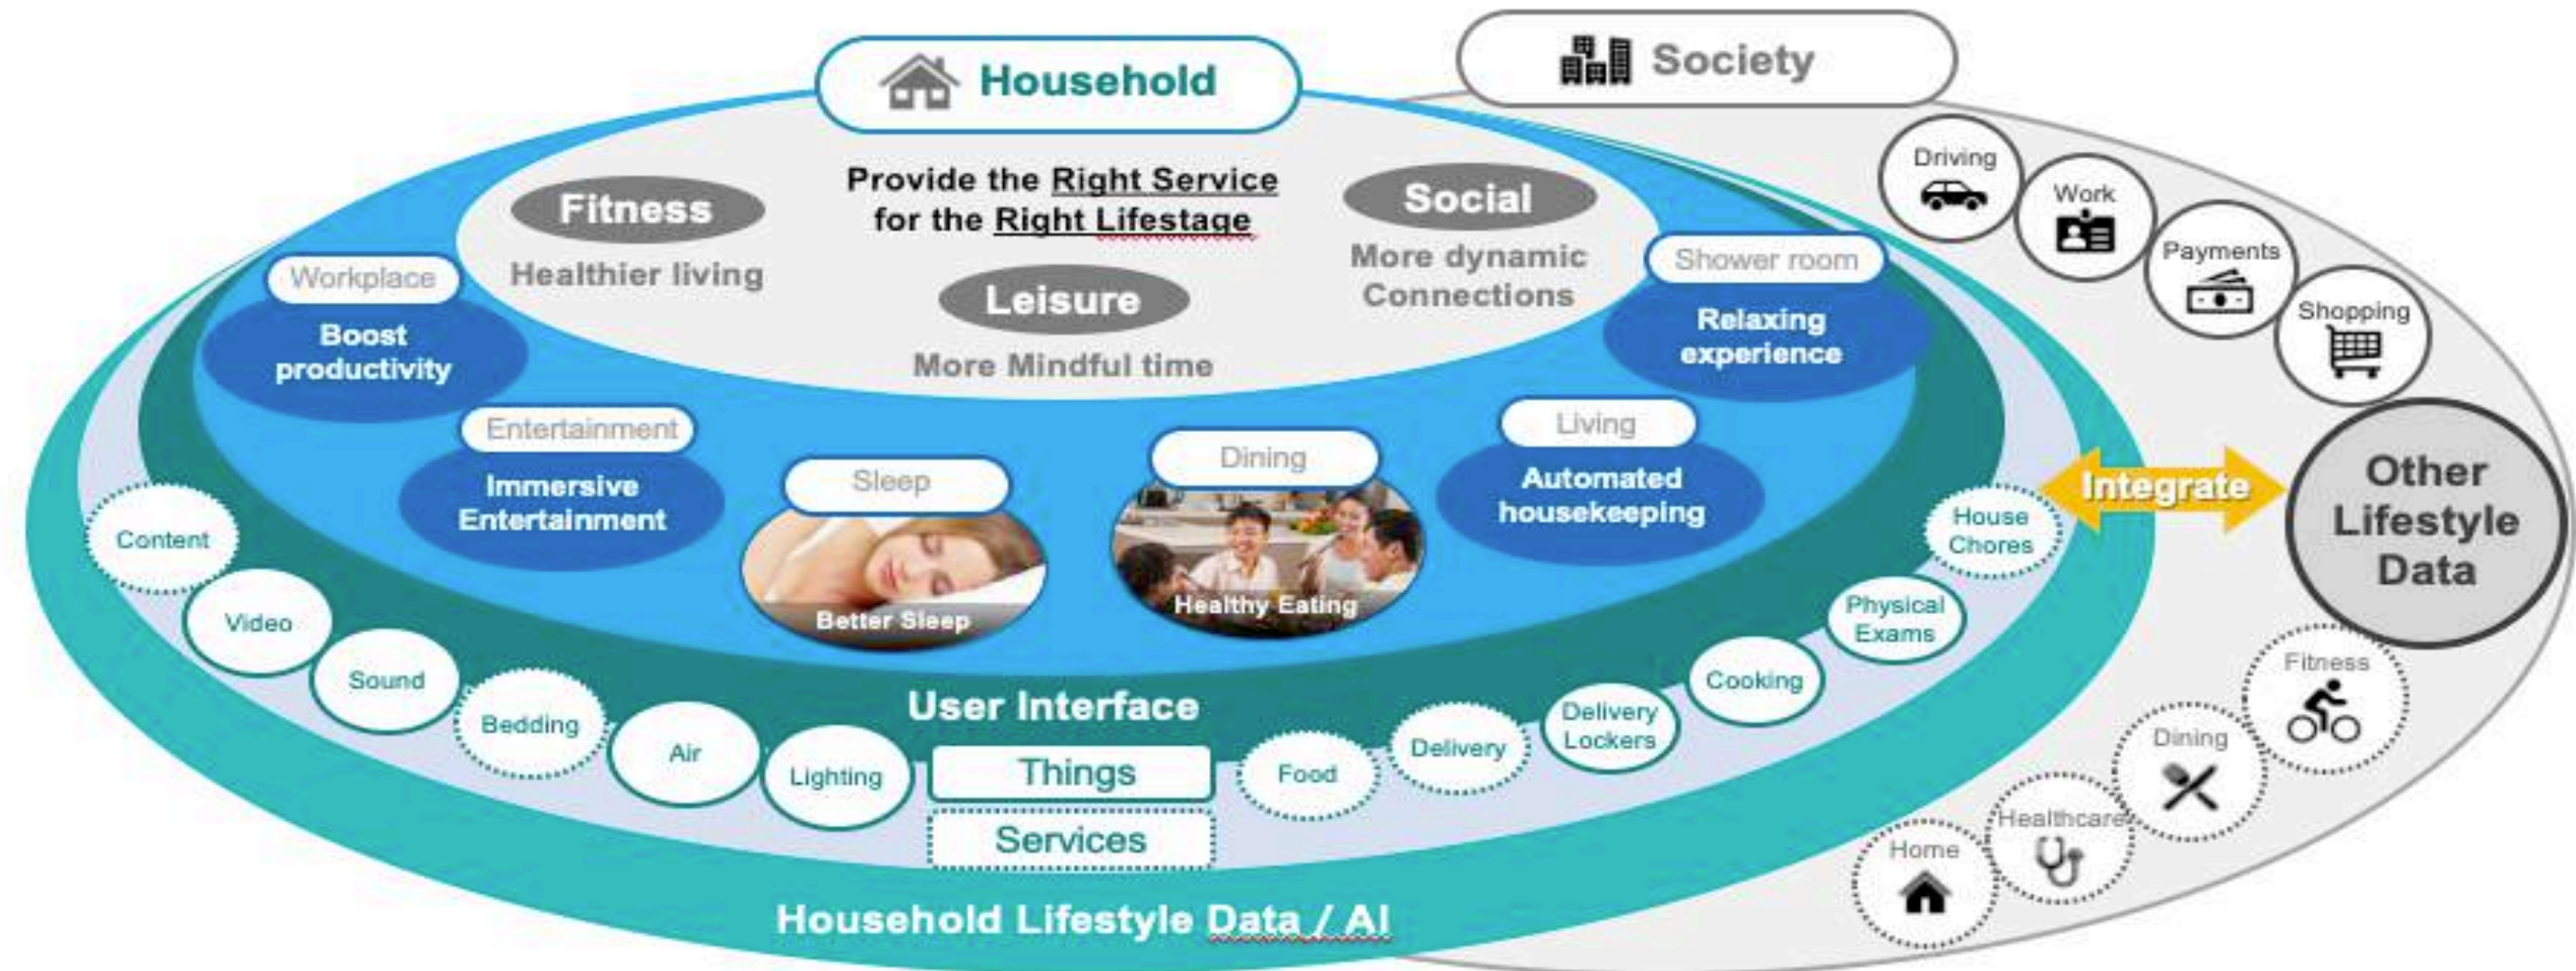 Household
Society
Provide the Right Service
for the Right Lifestage
Fitness
Healthier living
Leisure
More Mindful time
Social
More dynamic
Connections
Workplace
Boost
productivity
Entertainment
Immersive
Entertainment
Sleep
Better Sleep
Dining
Healthy Eating
Living
Automated
housekeeping
Shower room
Relaxing
experience
User Interface
Content
Video
Sound
Bedding
Air
Lighting
Things
Services
Food
Delivery
Delivery
Lockers
Cooking
Physical
Exams
House
Chores
Household Lifestyle Data / AI
Integrate
Driving
Work
Payments
Shopping
Other
Lifestyle
Data
Fitness
Dining
Healthcare
Home